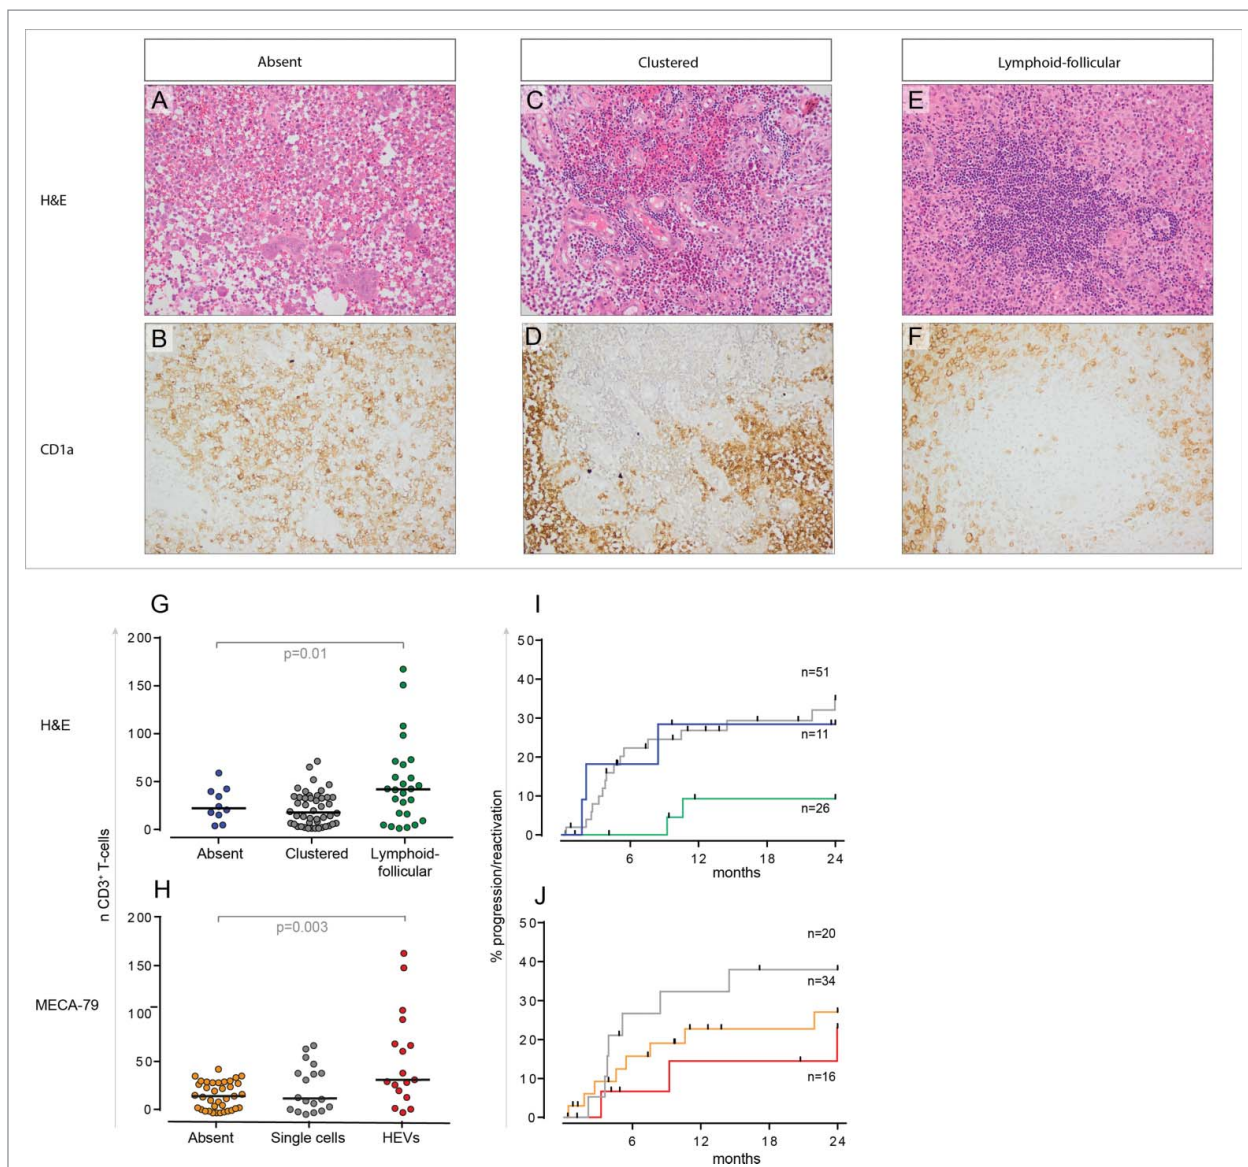 Absent
Clustered
Lymphoid-follicular
H&E
A
C
E
CD1a
B
D
F
G
I
H&E
n CD3+ T-cells
200
150
100
50
0
p=0.01
Absent
Clustered
Lymphoid-
follicular
% progression/reactivation
50
40
30
20
10
0
n=51
n=11
n=26
6
12
18
24
months
H
J
MECA-79
200
150
100
50
0
p=0.003
Absent
Single cells
HEVs
50
40
30
20
10
0
n=20
n=34
n=16
6
12
18
24
months